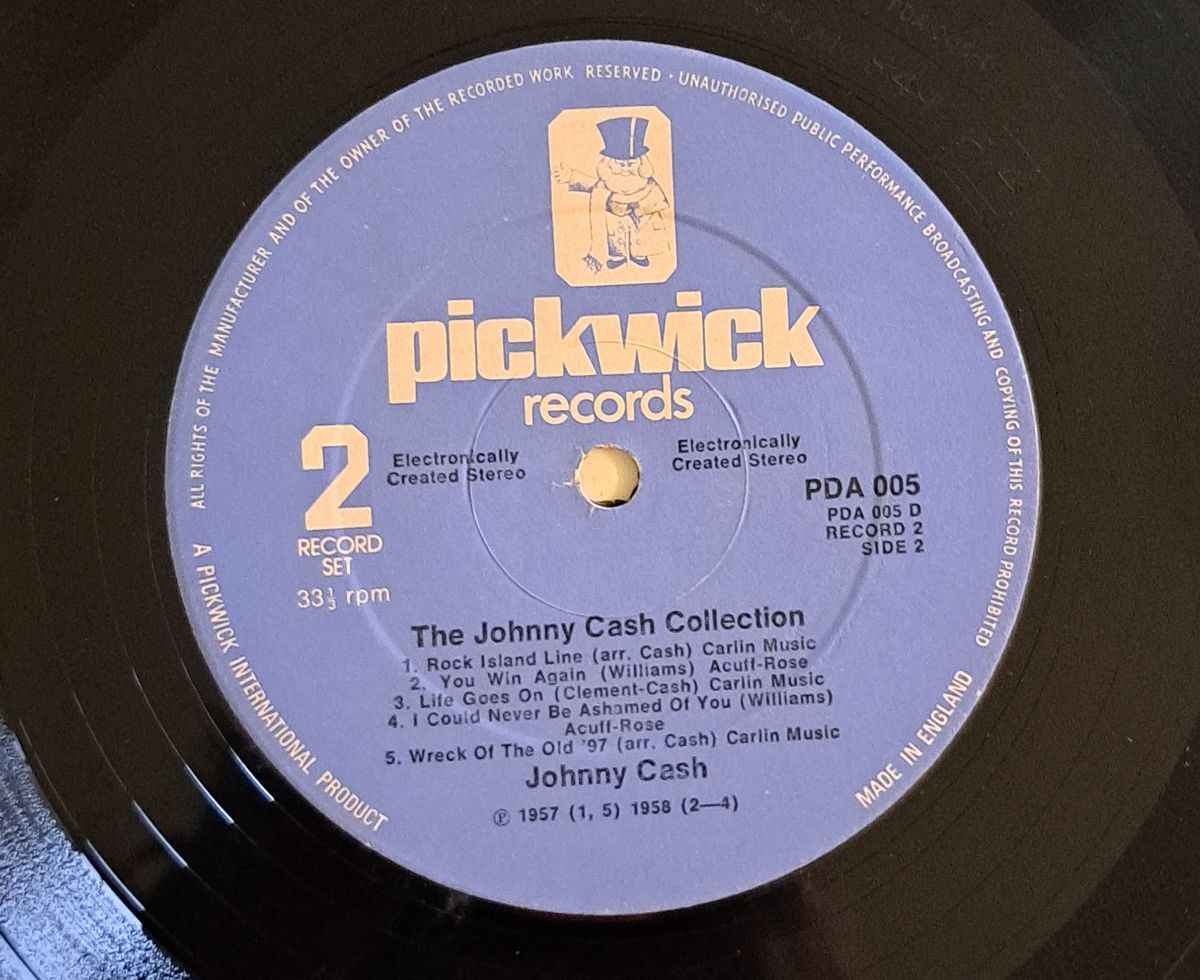 ALL RIGHTS OF THE MANUFACTURER AND OF THE OWNER OF THE RECORDED WORK RESERVED · UNAUTHORISED PUBLIC PERFORMANCE BROADCASTING AND COPYING OF THIS RECORD PROHIBITED
pickwick
records
2
RECORD
SET
33⅓ rpm
Electronically
Created Stereo
Electronically
Created Stereo
PDA 005
PDA 005 D
RECORD 2
SIDE 2
The Johnny Cash Collection
1. Rock Island Line (arr. Cash) Carlin Music
2. You Win Again (Williams) Acuff-Rose
3. Life Goes On (Clement-Cash) Carlin Music
4. I Could Never Be Ashamed Of You (Williams)
Acuff-Rose
5. Wreck Of The Old '97 (arr. Cash) Carlin Music
Johnny Cash
℗ 1957 (1, 5) 1958 (2—4)
A PICKWICK INTERNATIONAL PRODUCT
MADE IN ENGLAND